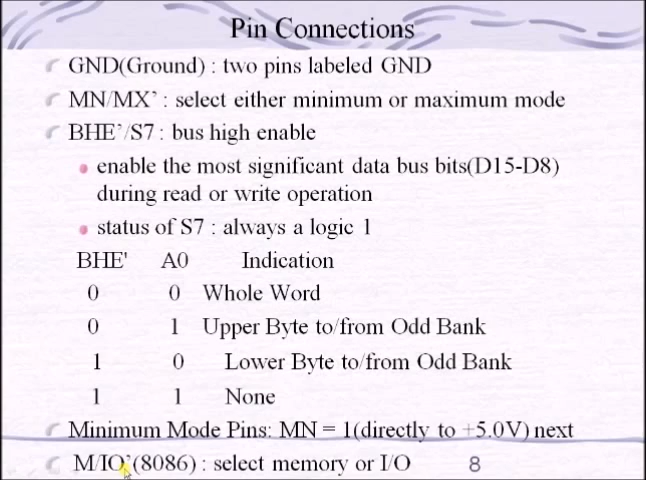 Pin Connections
GND(Ground) : two pins labeled GND
MN/MX’ : select either minimum or maximum mode
BHE’/S7 : bus high enable
enable the most significant data bus bits(D15-D8)
during read or write operation
status of S7 : always a logic 1
BHE' A0 Indication
0 0 Whole Word
0 1 Upper Byte to/from Odd Bank
1 0 Lower Byte to/from Odd Bank
1 1 None
Minimum Mode Pins: MN = 1(directly to +5.0V) next
M/IO’(8086) : select memory or I/O 8